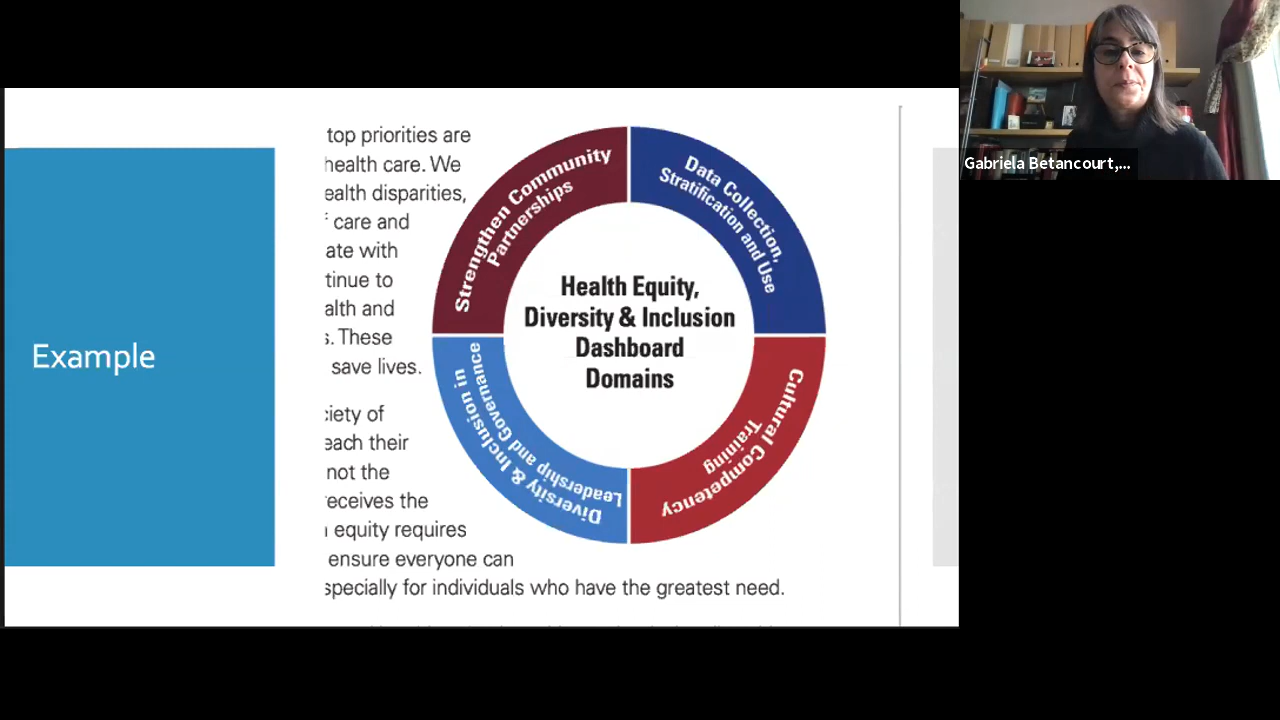 Example
top priorities are
health care. We
ealth disparities,
f care and
ate with
tinue to
alth and
s. These
save lives.
ciety of
each their
not the
receives the
n equity requires
ensure everyone can
specially for individuals who have the greatest need.
Strengthen Community
Partnerships
Data Collection,
Stratification and Use
Health Equity,
Diversity & Inclusion
Dashboard
Domains
Diversity & Inclusion in
Leadership and Governance
Cultural Competency
Training
Gabriela Betancourt,...